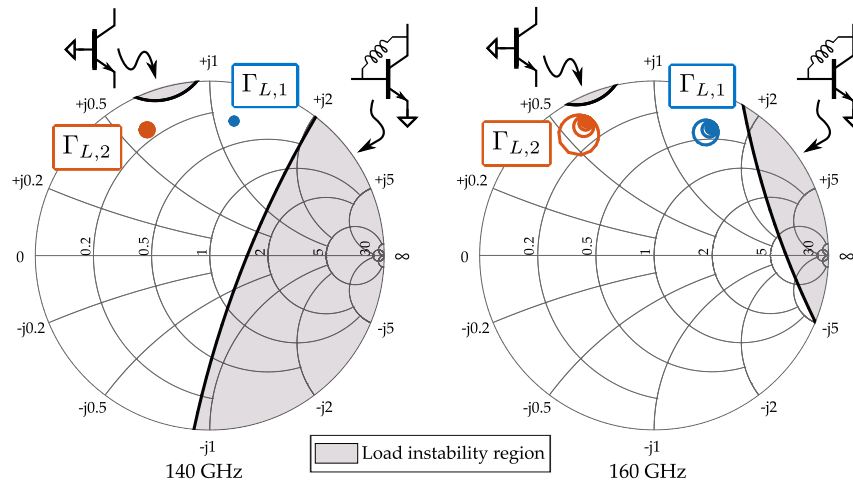 +j1
Γ_{L,1}
+j0.5
+j2
Γ_{L,2}
+j0.2
+j5
0
0.2
0.5
1
2
5
30
∞
-j0.2
-j5
-j0.5
-j2
-j1
140 GHz
+j1
Γ_{L,1}
+j0.5
+j2
Γ_{L,2}
+j0.2
+j5
0
0.2
0.5
1
2
5
30
∞
-j0.2
-j5
-j0.5
-j2
-j1
160 GHz
Load instability region